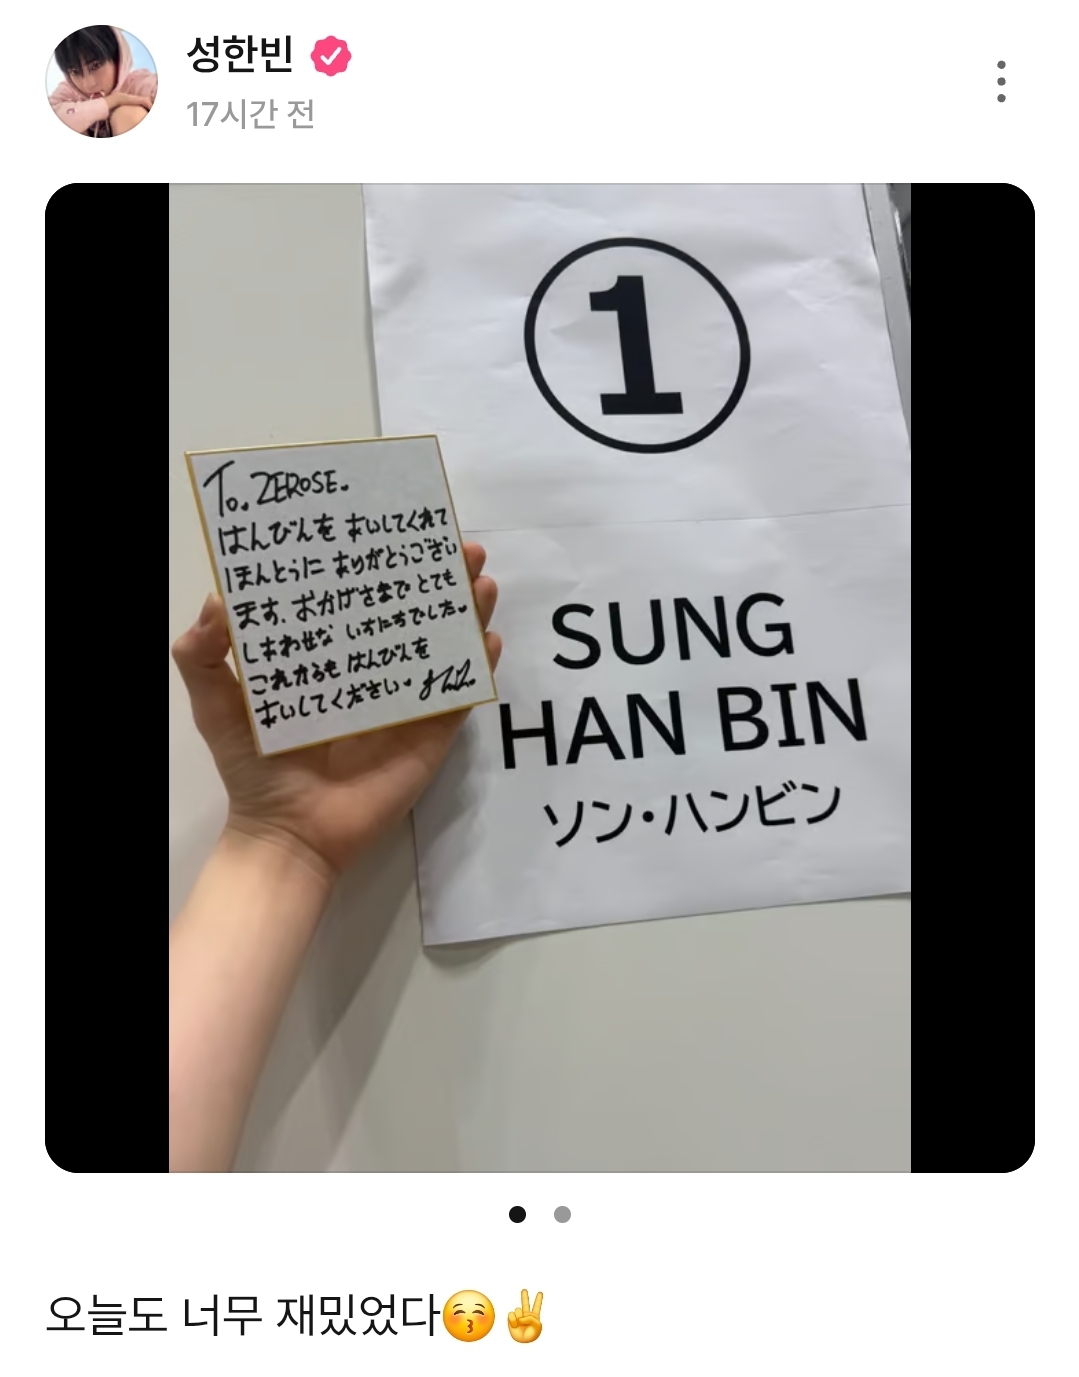 성한빈
17시간 전
1
To. ZEROSE.
はんびんを あいしてくれて
ほんとうに ありがとうござい
ます. おかげさまで とても
しあわせな いちにちでした
これからも はんびんを
あいしてください
SUNG
HAN BIN
ソン・ハンビン
오늘도 너무 재밌었다😚✌️